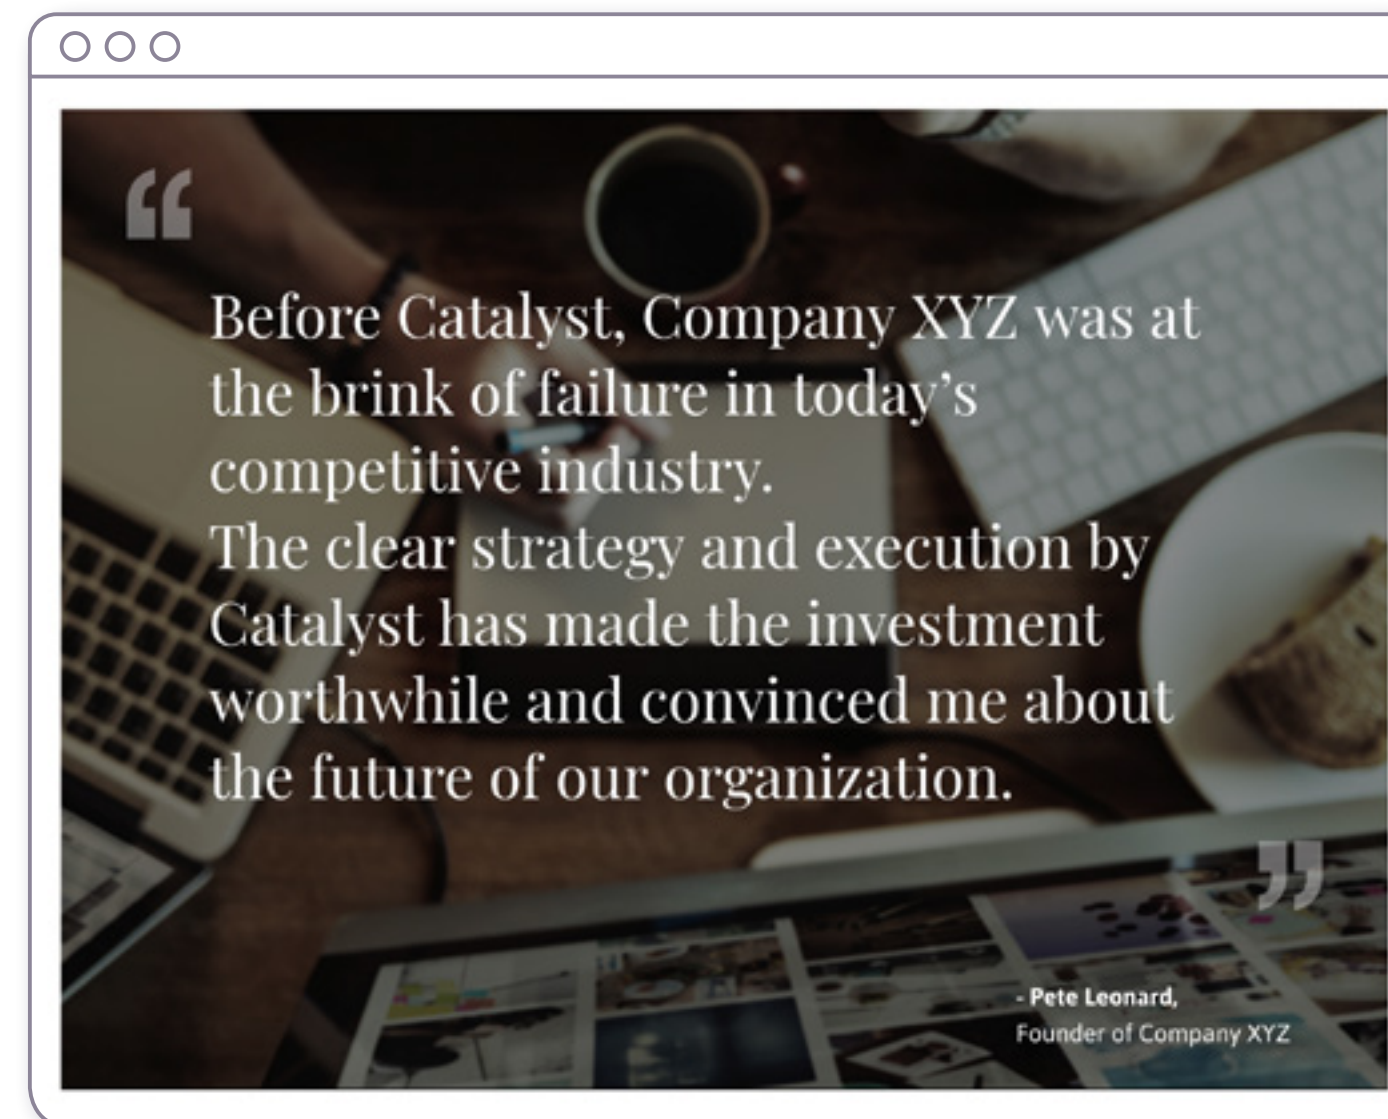 “
Before Catalyst, Company XYZ was at
the brink of failure in today’s
competitive industry.
The clear strategy and execution by
Catalyst has made the investment
worthwhile and convinced me about
the future of our organization.
”
- Pete Leonard,
Founder of Company XYZ